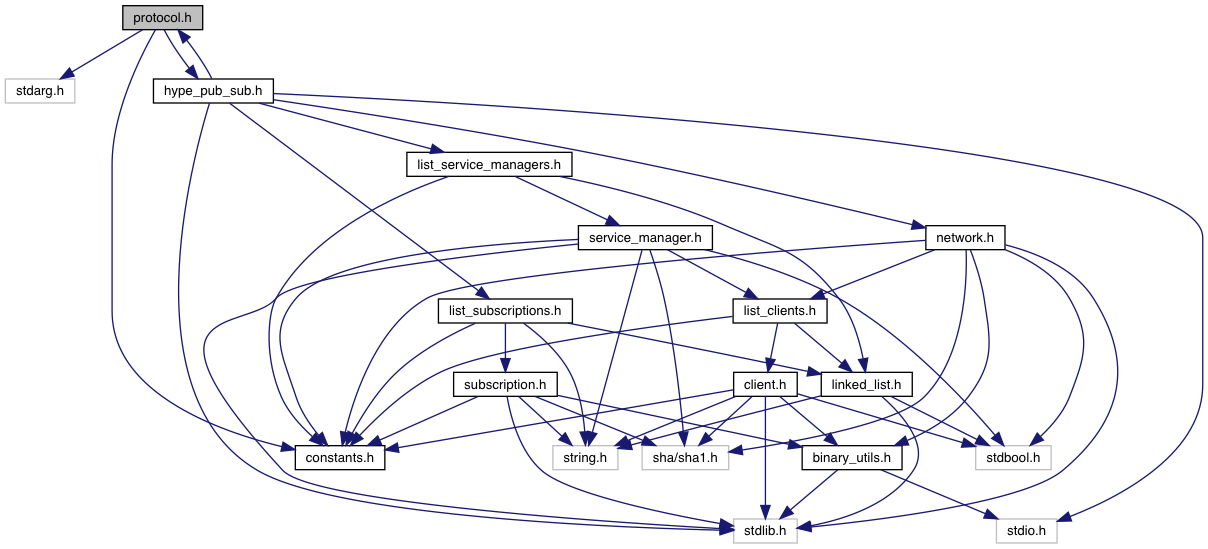 protocol.h
stdarg.h
hype_pub_sub.h
list_service_managers.h
service_manager.h
network.h
list_subscriptions.h
list_clients.h
subscription.h
client.h
linked_list.h
constants.h
string.h
sha/sha1.h
binary_utils.h
stdbool.h
stdlib.h
stdio.h